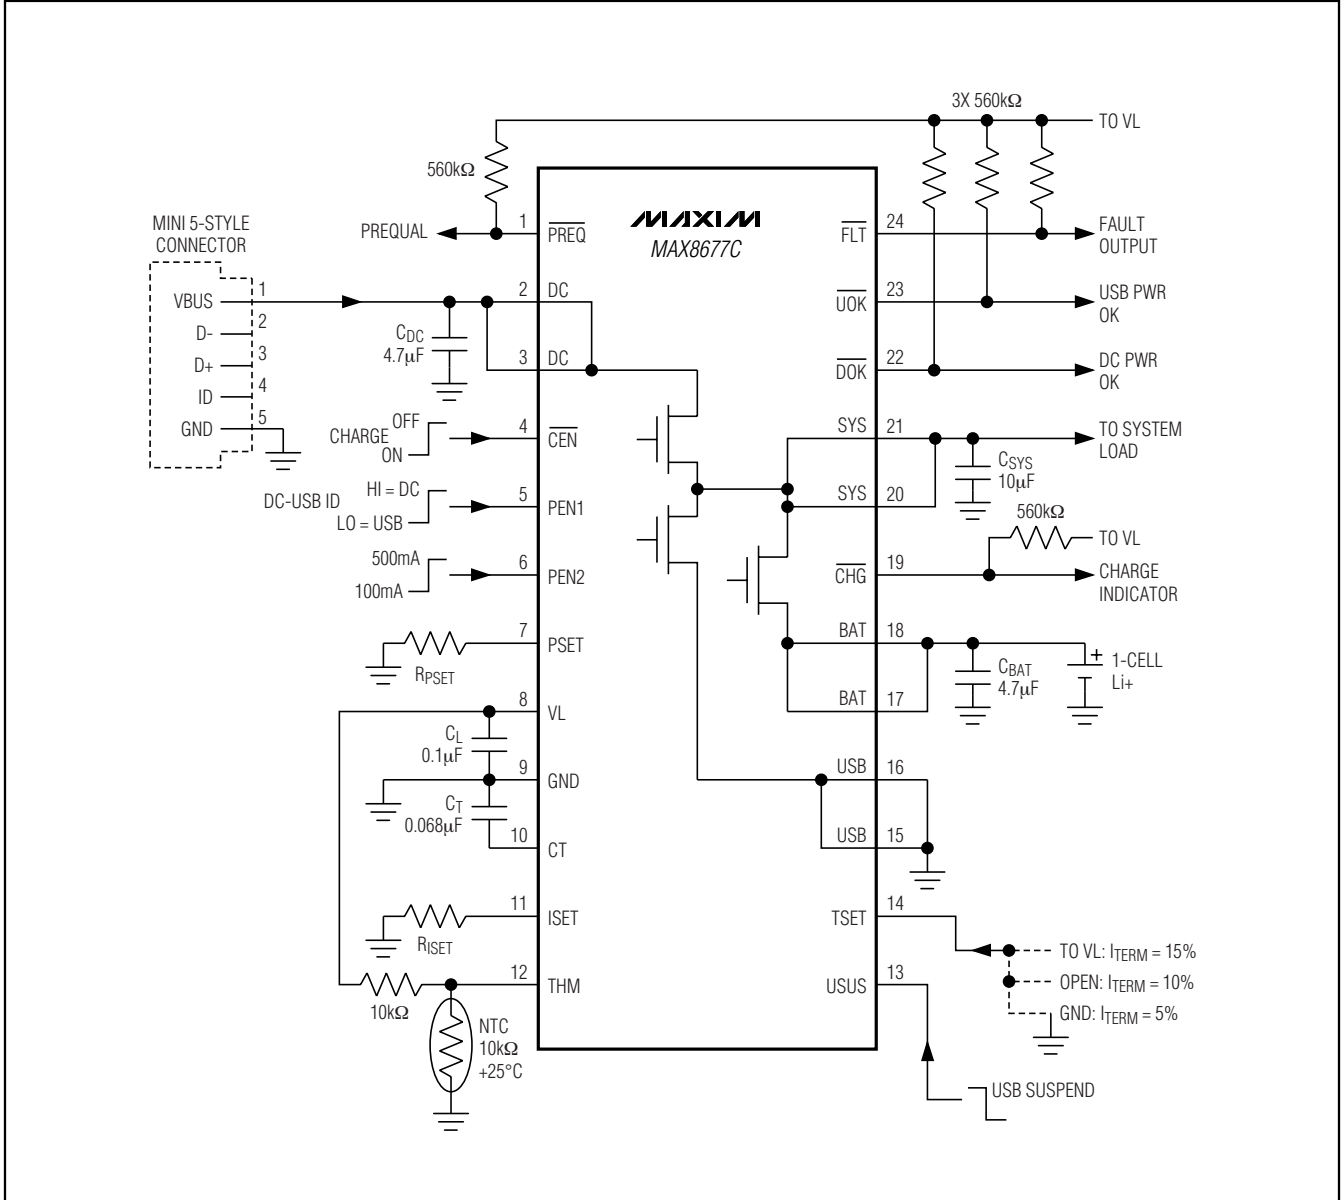 3X 560kΩ
TO VL
560kΩ
MAXIM
MAX8677C
PREQUAL
1
PREQ
24
FLT
FAULT
OUTPUT
MINI 5-STYLE
CONNECTOR
VBUS
1
D-
2
D+
3
ID
4
GND
5
2
DC
CDC
4.7μF
3
DC
23
UOK
USB PWR
OK
22
DOK
DC PWR
OK
CHARGE
OFF
ON
4
CEN
SYS
21
TO SYSTEM
LOAD
CSYS
10μF
DC-USB ID
HI = DC
LO = USB
5
PEN1
SYS
20
560kΩ
TO VL
500mA
100mA
6
PEN2
19
CHG
CHARGE
INDICATOR
7
PSET
RPSET
BAT
18
CBAT
4.7μF
+
1-CELL
Li+
8
VL
BAT
17
CL
0.1μF
9
GND
USB
16
CT
0.068μF
10
CT
USB
15
11
ISET
RISET
TSET
14
TO VL: ITERM = 15%
OPEN: ITERM = 10%
GND: ITERM = 5%
12
THM
10kΩ
USUS
13
NTC
10kΩ
+25°C
USB SUSPEND